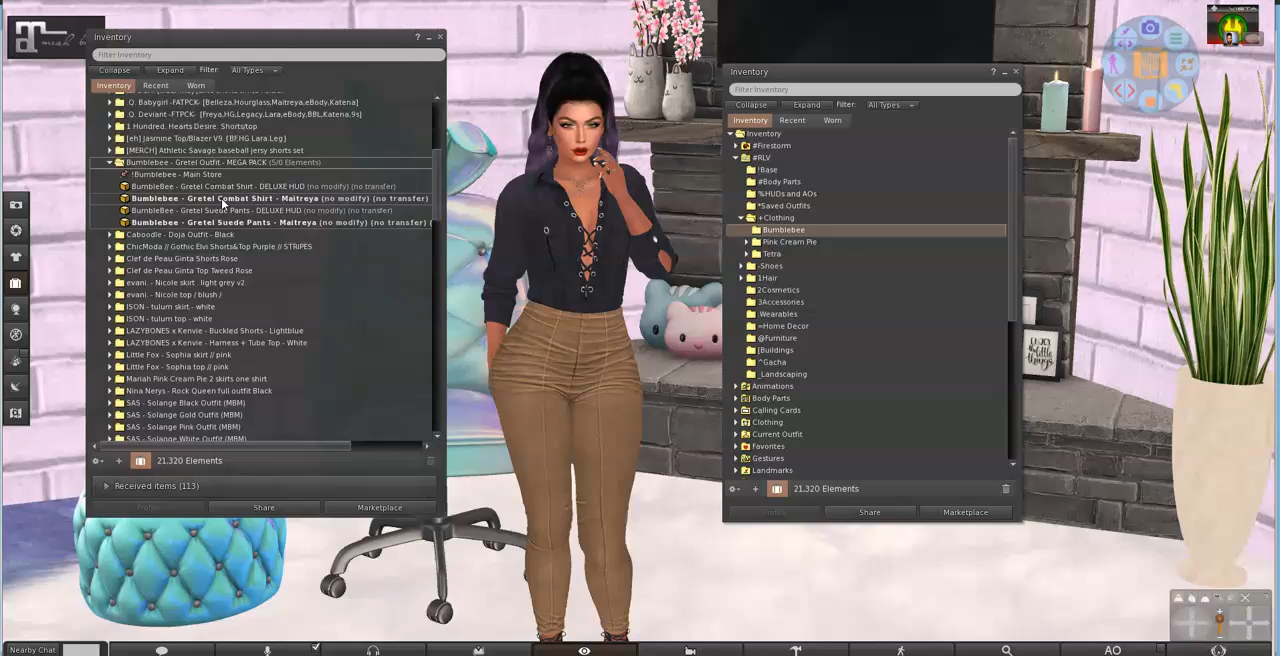 Inventory
? _ ×
Filter Inventory
Collapse Expand Filter: All Types
Inventory Recent Worn
.Q. Babygirl -FATPCK- [Belleza,Hourglass,Maitreya,eBody,Katena]
.Q. Deviant -FTPCK- [Freya,HG,Legacy,Lara,eBody,BBL,Katena.9s]
1 Hundred. Hearts Desire. Shorts/top
[eh] Jasmine Top/Blazer V9 {BF.HG Lara.Leg}
[MERCH] Athletic Savage baseball jersy shorts set
Bumblebee - Gretel Outfit - MEGA PACK (5/0 Elements)
!Bumblebee - Main Store
BumbleBee - Gretel Combat Shirt - DELUXE HUD (no modify) (no transfer)
Bumblebee - Gretel Combat Shirt - Maitreya (no modify) (no transfer)
BumbleBee - Gretel Suede Pants - DELUXE HUD (no modify) (no transfer)
Bumblebee - Gretel Suede Pants - Maitreya (no modify) (no transfer) (
Caboodle - Doja Outfit - Black
ChicModa // Gothic Elvi Shorts&Top Purple // STRIPES
Clef de Peau.Ginta Shorts Rose
Clef de Peau.Ginta Top Tweed Rose
evani. - Nicole skirt . light grey v2
evani. - Nicole top / blush /
ISON - tulum skirt - white
ISON - tulum top - white
LAZYBONES x Kenvie - Buckled Shorts - Lightblue
LAZYBONES x Kenvie - Harness + Tube Top - White
Little Fox - Sophia skirt // pink
Little Fox - Sophia top // pink
Mariah Pink Cream Pie 2 skirts one shirt
Nina Nerys - Rock Queen full outfit Black
SAS - Solange Black Outfit (MBM)
SAS - Solange Gold Outfit (MBM)
SAS - Solange Pink Outfit (MBM)
SAS - Solange White Outfit (MBM)
21,320 Elements
Received items (113)
Profile Share Marketplace
Inventory
? _ ×
Filter Inventory
Collapse Expand Filter: All Types
Inventory Recent Worn
Inventory
#Firestorm
#RLV
!Base
#Body Parts
%HUDs and AOs
*Saved Outfits
+Clothing
Bumblebee
Pink Cream Pie
Tetra
-Shoes
1Hair
2Cosmetics
3Accessories
:Wearables
=Home Decor
@Furniture
[Buildings
^Gacha
_Landscaping
Animations
Body Parts
Calling Cards
Clothing
Current Outfit
Favorites
Gestures
Landmarks
21,320 Elements
Profile Share Marketplace
ENJOY
the
little
things
Nearby Chat
AO